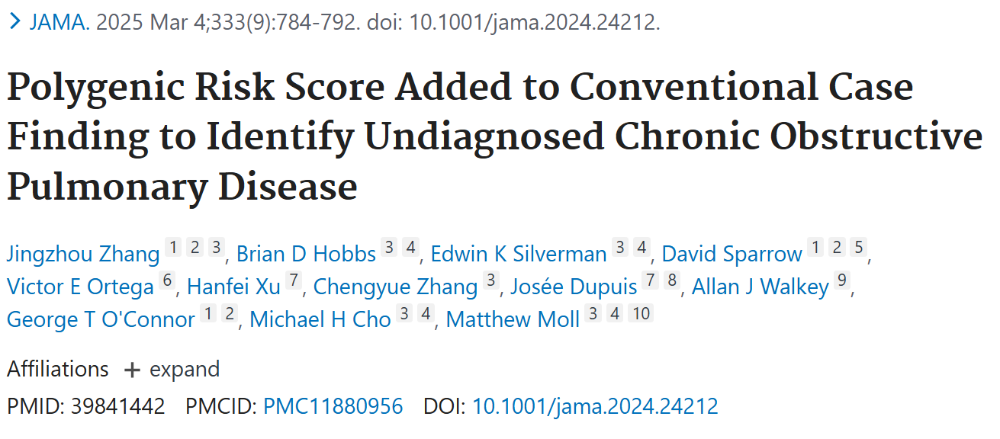 > JAMA. 2025 Mar 4;333(9):784-792. doi: 10.1001/jama.2024.24212.
Polygenic Risk Score Added to Conventional Case
Finding to Identify Undiagnosed Chronic Obstructive
Pulmonary Disease
Jingzhou Zhang 1 2 3, Brian D Hobbs 3 4, Edwin K Silverman 3 4, David Sparrow 1 2 5,
Victor E Ortega 6, Hanfei Xu 7, Chengyue Zhang 3, Josée Dupuis 7 8, Allan J Walkey 9,
George T O'Connor 1 2, Michael H Cho 3 4, Matthew Moll 3 4 10
Affiliations + expand
PMID: 39841442 PMCID: PMC11880956 DOI: 10.1001/jama.2024.24212